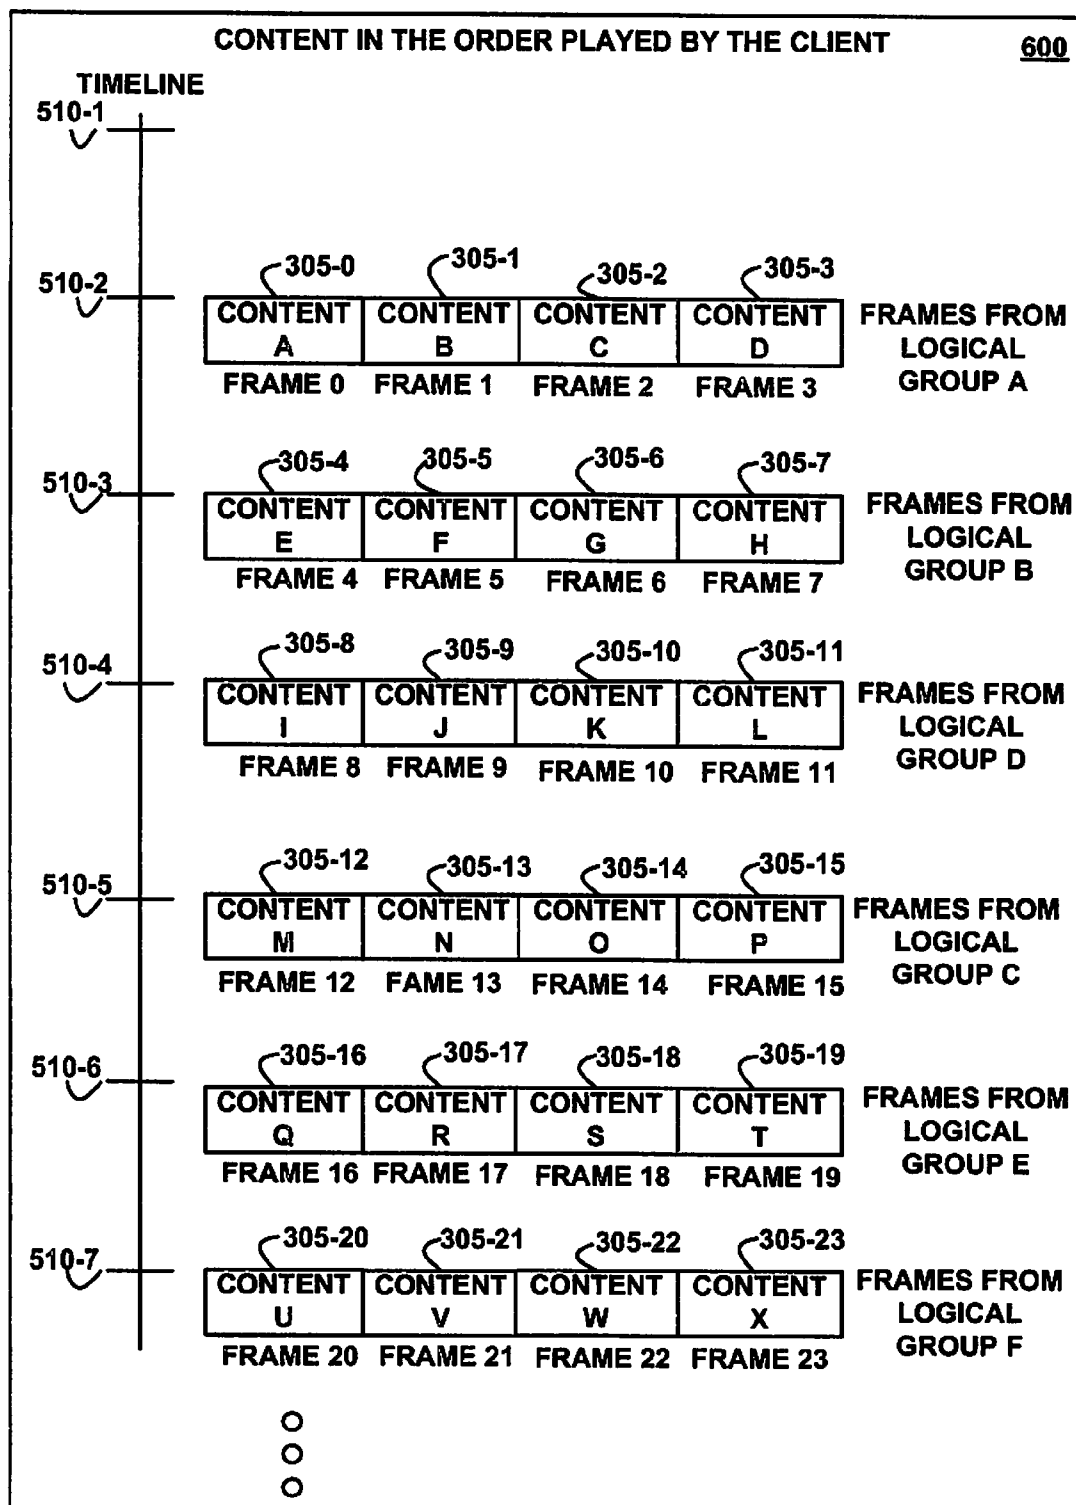 CONTENT IN THE ORDER PLAYED BY THE CLIENT 600
TIMELINE
510-1
510-2
305-0 305-1 305-2 305-3
CONTENT A CONTENT B CONTENT C CONTENT D
FRAME 0 FRAME 1 FRAME 2 FRAME 3
FRAMES FROM
LOGICAL
GROUP A
510-3
305-4 305-5 305-6 305-7
CONTENT E CONTENT F CONTENT G CONTENT H
FRAME 4 FRAME 5 FRAME 6 FRAME 7
FRAMES FROM
LOGICAL
GROUP B
510-4
305-8 305-9 305-10 305-11
CONTENT I CONTENT J CONTENT K CONTENT L
FRAME 8 FRAME 9 FRAME 10 FRAME 11
FRAMES FROM
LOGICAL
GROUP D
510-5
305-12 305-13 305-14 305-15
CONTENT M CONTENT N CONTENT O CONTENT P
FRAME 12 FAME 13 FRAME 14 FRAME 15
FRAMES FROM
LOGICAL
GROUP C
510-6
305-16 305-17 305-18 305-19
CONTENT Q CONTENT R CONTENT S CONTENT T
FRAME 16 FRAME 17 FRAME 18 FRAME 19
FRAMES FROM
LOGICAL
GROUP E
510-7
305-20 305-21 305-22 305-23
CONTENT U CONTENT V CONTENT W CONTENT X
FRAME 20 FRAME 21 FRAME 22 FRAME 23
FRAMES FROM
LOGICAL
GROUP F